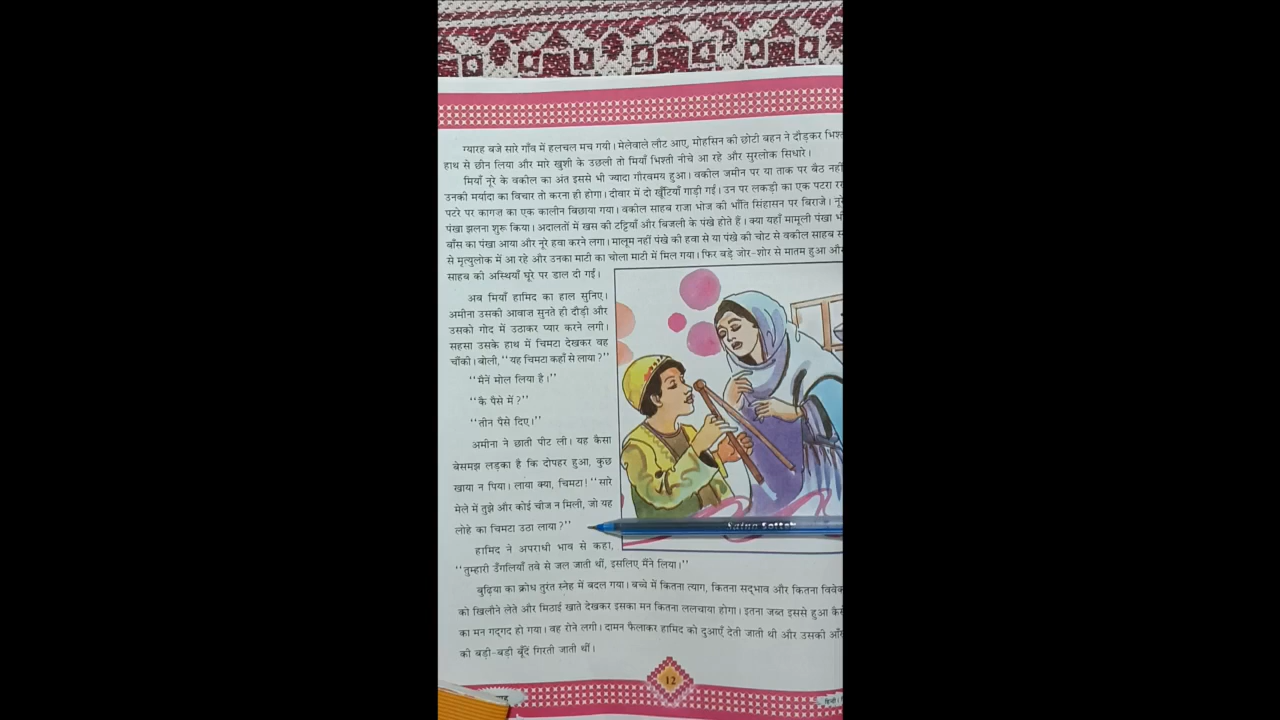 ग्यारह बजे सारे गाँव में हलचल मच गयी। मेलेवाले लौट आए, मोहसिन की छोटी बहन ने दौड़कर
हाथ से छीन लिया और मारे खुशी के उछली तो मियाँ भिश्ती नीचे आ रहे और सुरलोक सिधारे।
मियाँ नूरे के वकील का अंत इससे भी ज्यादा गौरवमय हुआ। वकील जमीन पर या ताक पर बैठ नहीं
उनकी मर्यादा का विचार तो करना ही होगा। दीवार में दो खूँटियाँ गाड़ी गईं। उन पर लकड़ी का एक पटरा
पटरे पर कागज़ का एक कालीन बिछाया गया। वकील साहब राजा भोज की भाँति सिंहासन पर बिराजे।
पंखा झलना शुरू किया। अदालतों में खस की टट्टियाँ और बिजली के पंखे होते हैं। क्या यहाँ मामूली पंखा
बाँस का पंखा आया और नूरे हवा करने लगा। मालूम नहीं पंखे की हवा से या पंखे की चोट से वकील साहब
से मृत्युलोक में आ रहे और उनका माटी का चोला माटी में मिल गया। फिर बड़े जोर-शोर से मातम हुआ
साहब की अस्थियाँ घूरे पर डाल दी गईं।
अब मियाँ हामिद का हाल सुनिए।
अमीना उसकी आवाज़ सुनते ही दौड़ी और
उसको गोद में उठाकर प्यार करने लगी।
सहसा उसके हाथ में चिमटा देखकर वह
चौंकी। बोली, ‘‘यह चिमटा कहाँ से लाया?’’
‘‘मैनें मोल लिया है।’’
‘‘कै पैसे में?’’
‘‘तीन पैसे दिए।’’
अमीना ने छाती पीट ली। यह कैसा
बेसमझ लड़का है कि दोपहर हुआ, कुछ
खाया न पिया। लाया क्या, चिमटा! ‘‘सारे
मेले में तुझे और कोई चीज न मिली, जो यह
लोहे का चिमटा उठा लाया?’’
हामिद ने अपराधी भाव से कहा,
‘‘तुम्हारी उँगलियाँ तवे से जल जाती थीं, इसलिए मैंने लिया।’’
बुढ़िया का क्रोध तुरंत स्नेह में बदल गया। बच्चे में कितना त्याग, कितना सद्भाव और कितना
को खिलौने लेते और मिठाई खाते देखकर इसका मन कितना ललचाया होगा। इतना जब्त इससे हुआ
का मन गद्गद हो गया। वह रोने लगी। दामन फैलाकर हामिद को दुआएँ देती जाती थी और उसकी
की बड़ी-बड़ी बूँदें गिरती जाती थीं।
12